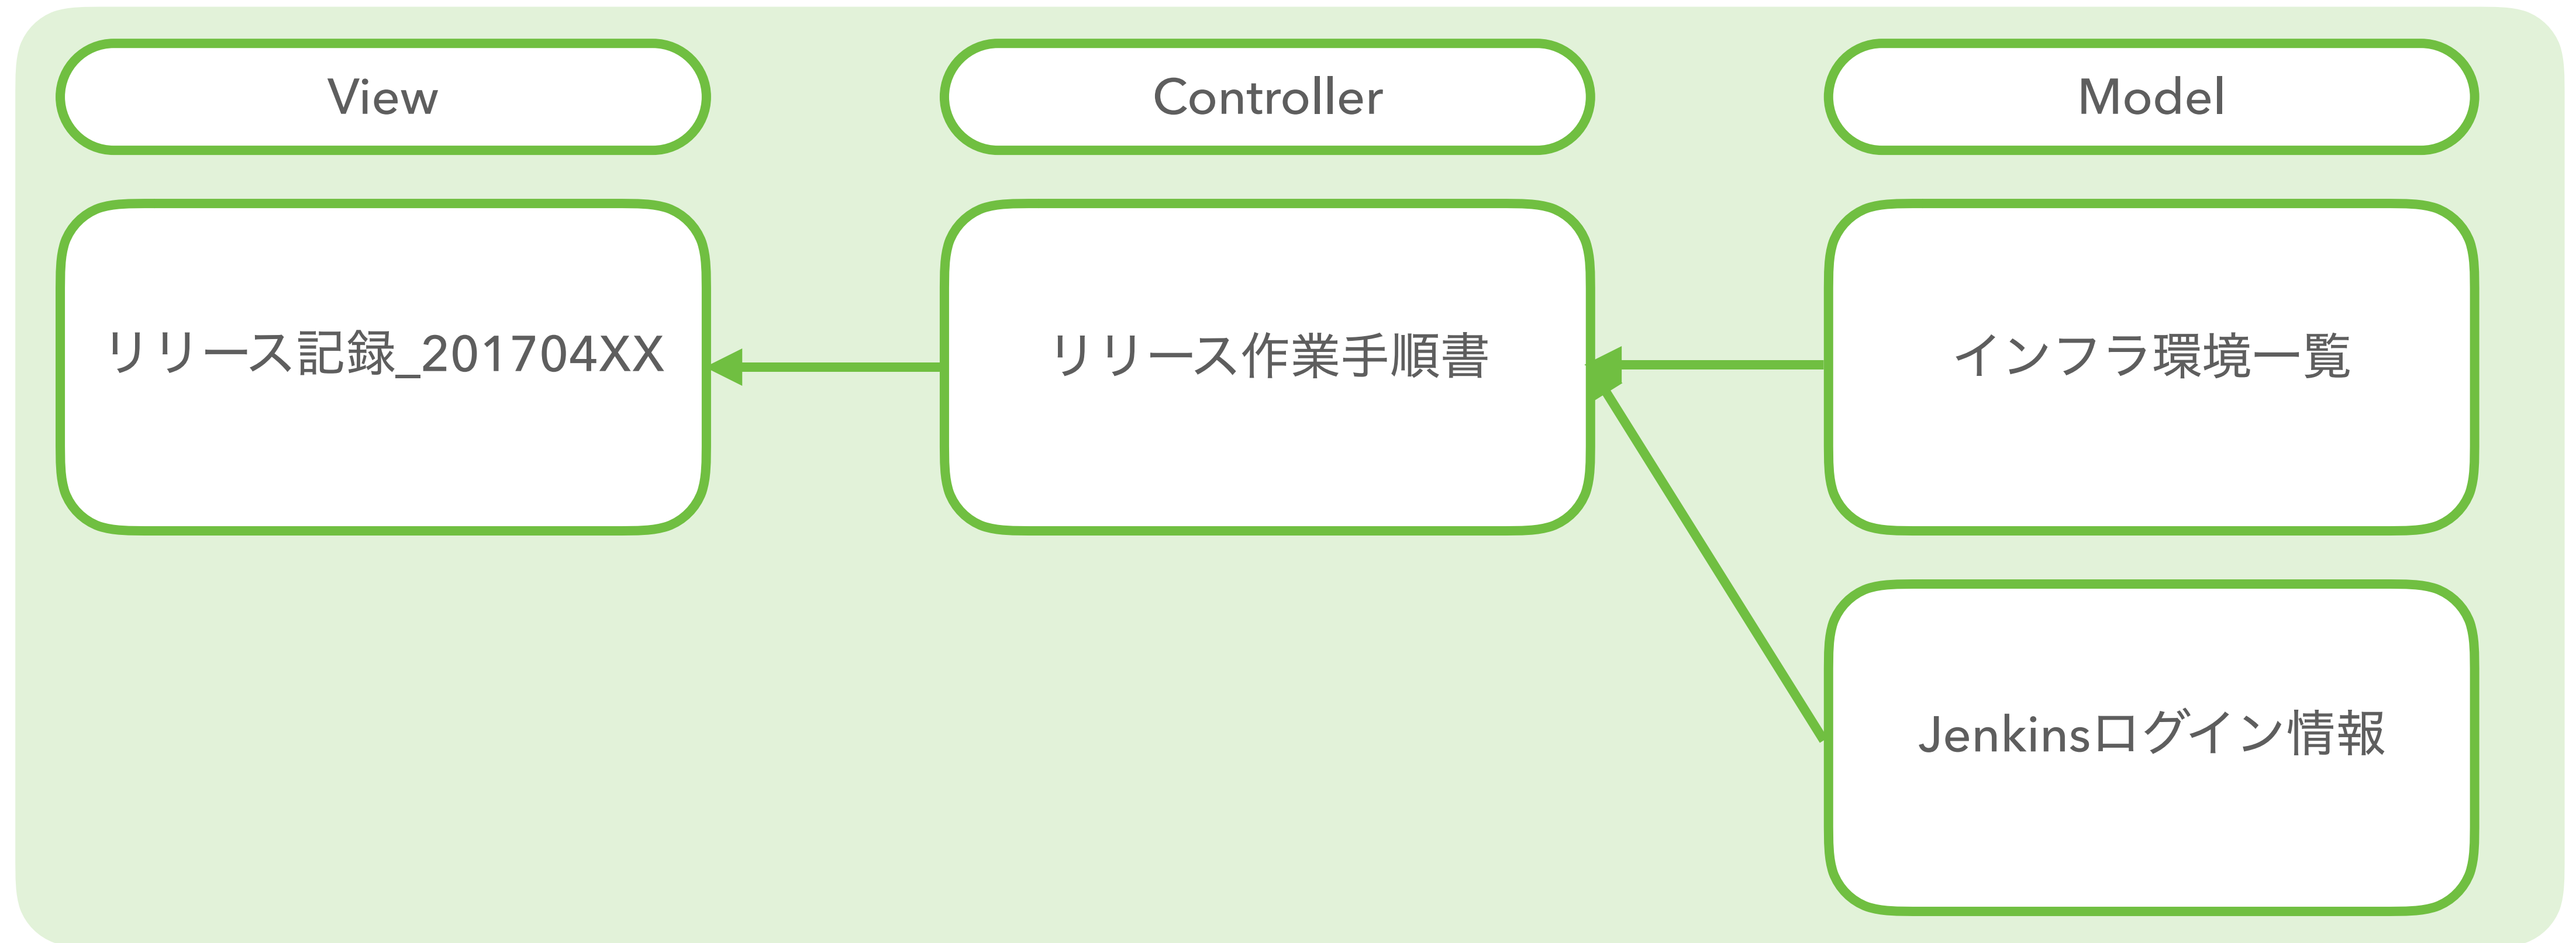 View
Controller
Model
リリース記録_201704XX
リリース作業手順書
インフラ環境一覧
Jenkinsログイン情報